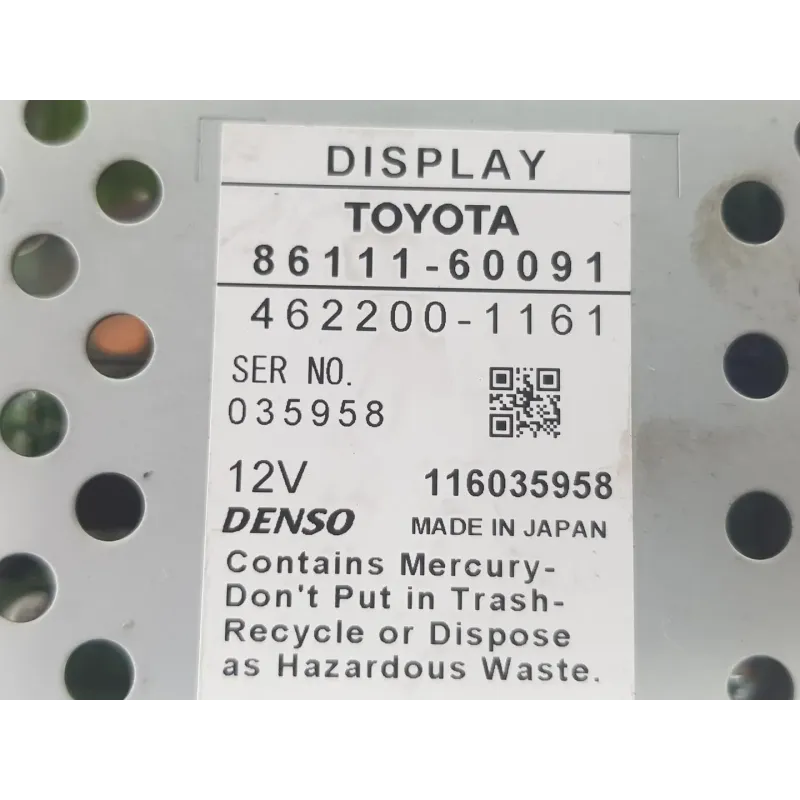 DISPLAY
TOYOTA
86111-60091
462200-1161
SER NO.
035958
12V 116035958
DENSO MADE IN JAPAN
Contains Mercury-
Don't Put in Trash-
Recycle or Dispose
as Hazardous Waste.